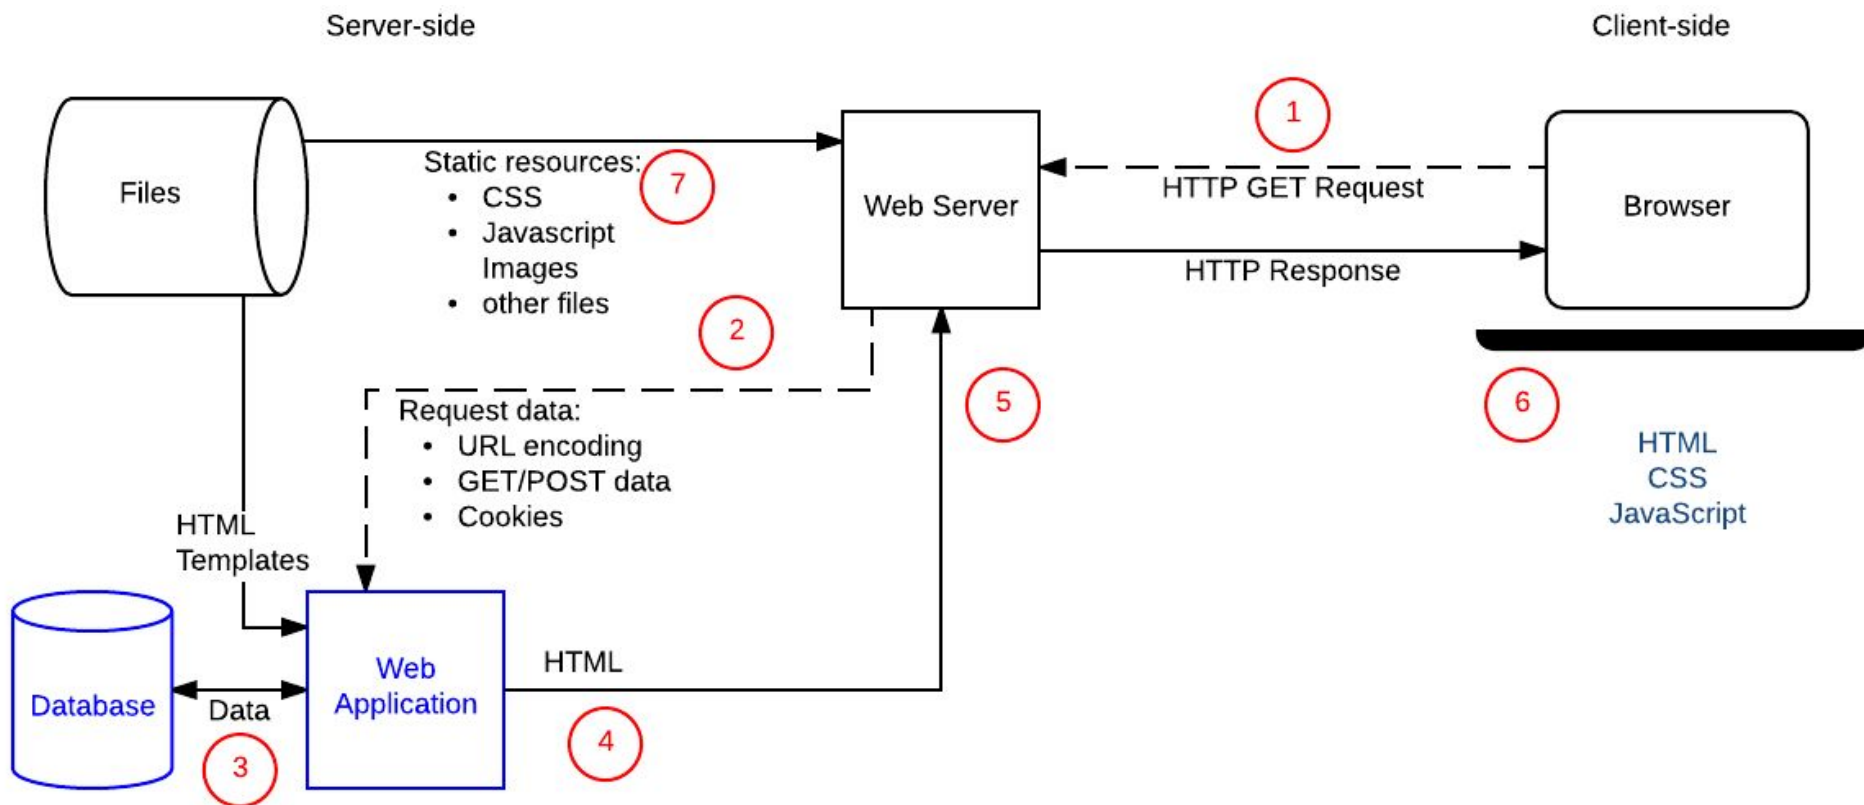 Server-side
Client-side
Files
Static resources:
• CSS
• Javascript
Images
• other files
7
Web Server
1
HTTP GET Request
HTTP Response
Browser
2
Request data:
• URL encoding
• GET/POST data
• Cookies
5
6
HTML
CSS
JavaScript
HTML
Templates
Database
Data
3
Web
Application
HTML
4